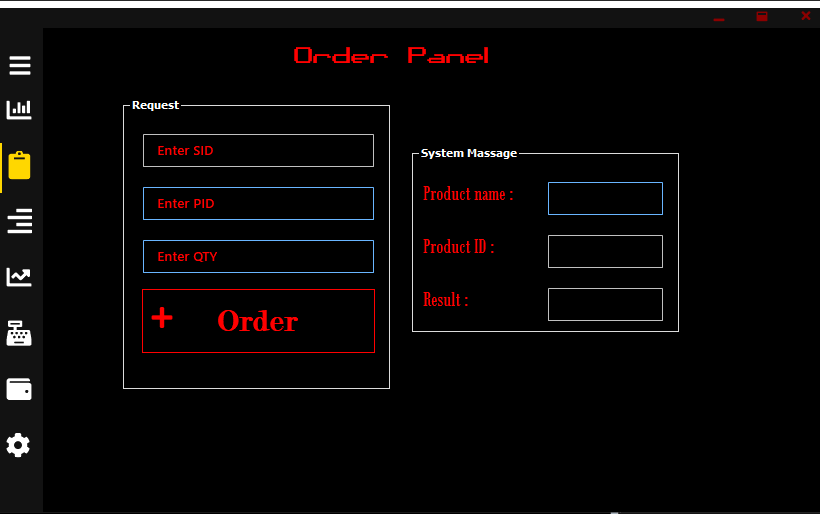 Order Panel
Request
Enter SID
Enter PID
Enter QTY
+ Order
System Massage
Product name :
Product ID :
Result :